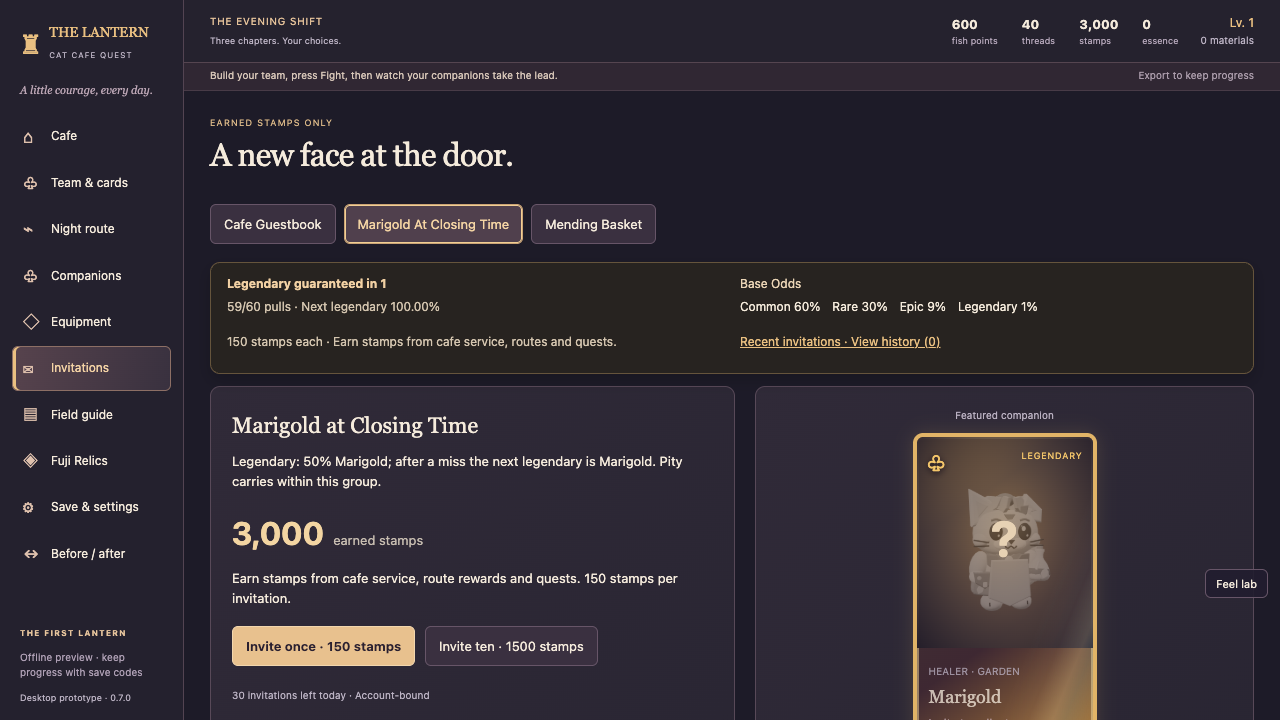 THE LANTERN
CAT CAFE QUEST
A little courage, every day.
Cafe
Team & cards
Night route
Companions
Equipment
Invitations
Field guide
Fuji Relics
Save & settings
Before / after
THE FIRST LANTERN
Offline preview · keep
progress with save codes
Desktop prototype · 0.7.0
THE EVENING SHIFT
Three chapters. Your choices.
600
fish points
40
threads
3,000
stamps
0
essence
Lv. 1
0 materials
Build your team, press Fight, then watch your companions take the lead.
Export to keep progress
EARNED STAMPS ONLY
A new face at the door.
Cafe Guestbook
Marigold At Closing Time
Mending Basket
Legendary guaranteed in 1
59/60 pulls · Next legendary 100.00%
150 stamps each · Earn stamps from cafe service, routes and quests.
Base Odds
Common 60% Rare 30% Epic 9% Legendary 1%
Recent invitations · View history (0)
Marigold at Closing Time
Legendary: 50% Marigold; after a miss the next legendary is Marigold. Pity
carries within this group.
3,000 earned stamps
Earn stamps from cafe service, route rewards and quests. 150 stamps per
invitation.
Invite once · 150 stamps
Invite ten · 1500 stamps
30 invitations left today · Account-bound
Featured companion
LEGENDARY
?
HEALER · GARDEN
Marigold
Feel lab